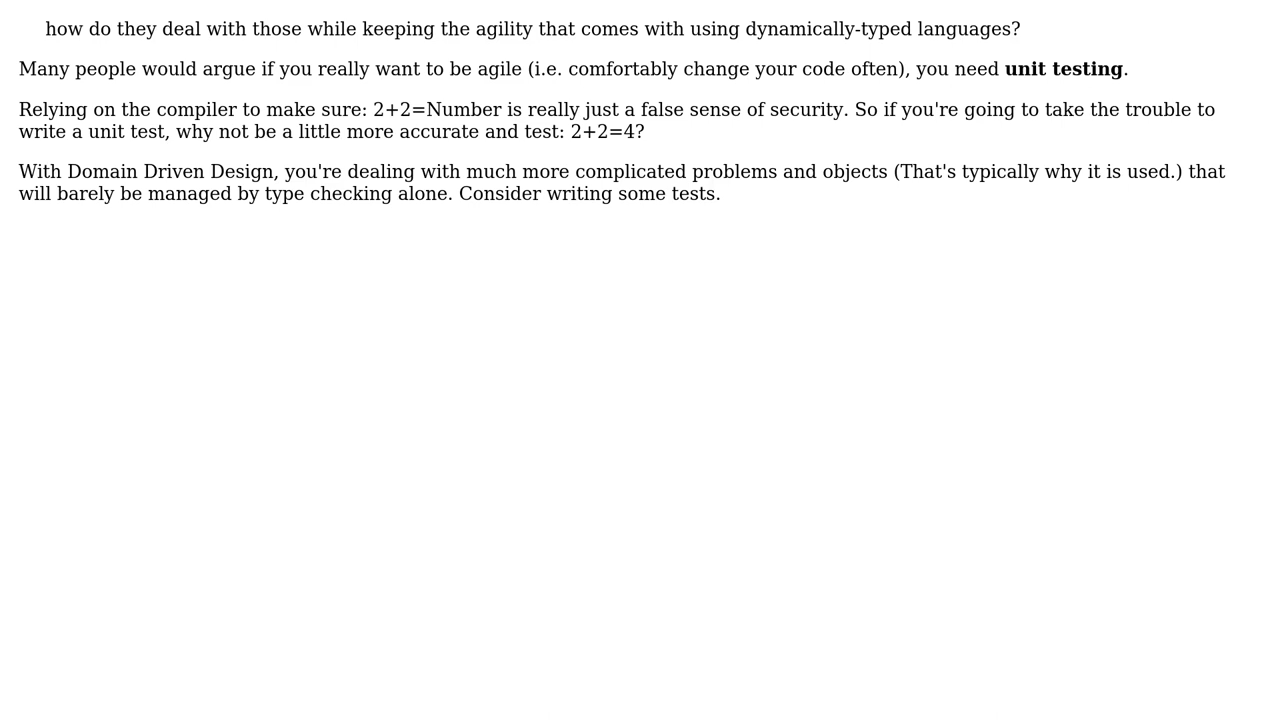 how do they deal with those while keeping the agility that comes with using dynamically-typed languages?
Many people would argue if you really want to be agile (i.e. comfortably change your code often), you need unit testing.
Relying on the compiler to make sure: 2+2=Number is really just a false sense of security. So if you're going to take the trouble to
write a unit test, why not be a little more accurate and test: 2+2=4?
With Domain Driven Design, you're dealing with much more complicated problems and objects (That's typically why it is used.) that
will barely be managed by type checking alone. Consider writing some tests.